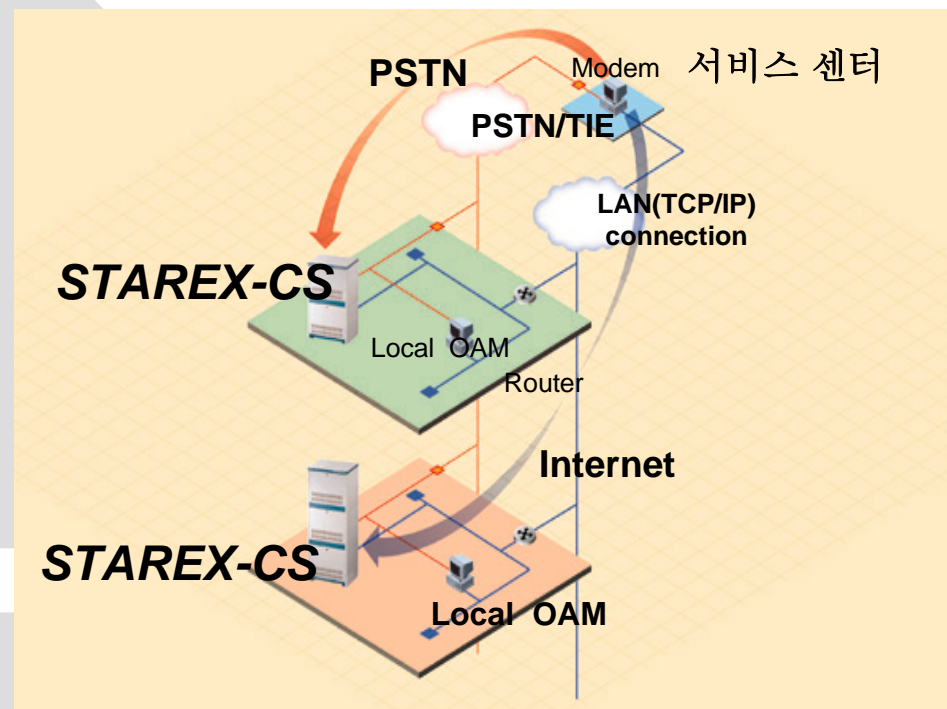 PSTN
Modem 서비스 센터
PSTN/TIE
LAN(TCP/IP)
connection
STAREX-CS
Local OAM
Router
Internet
STAREX-CS
Local OAM